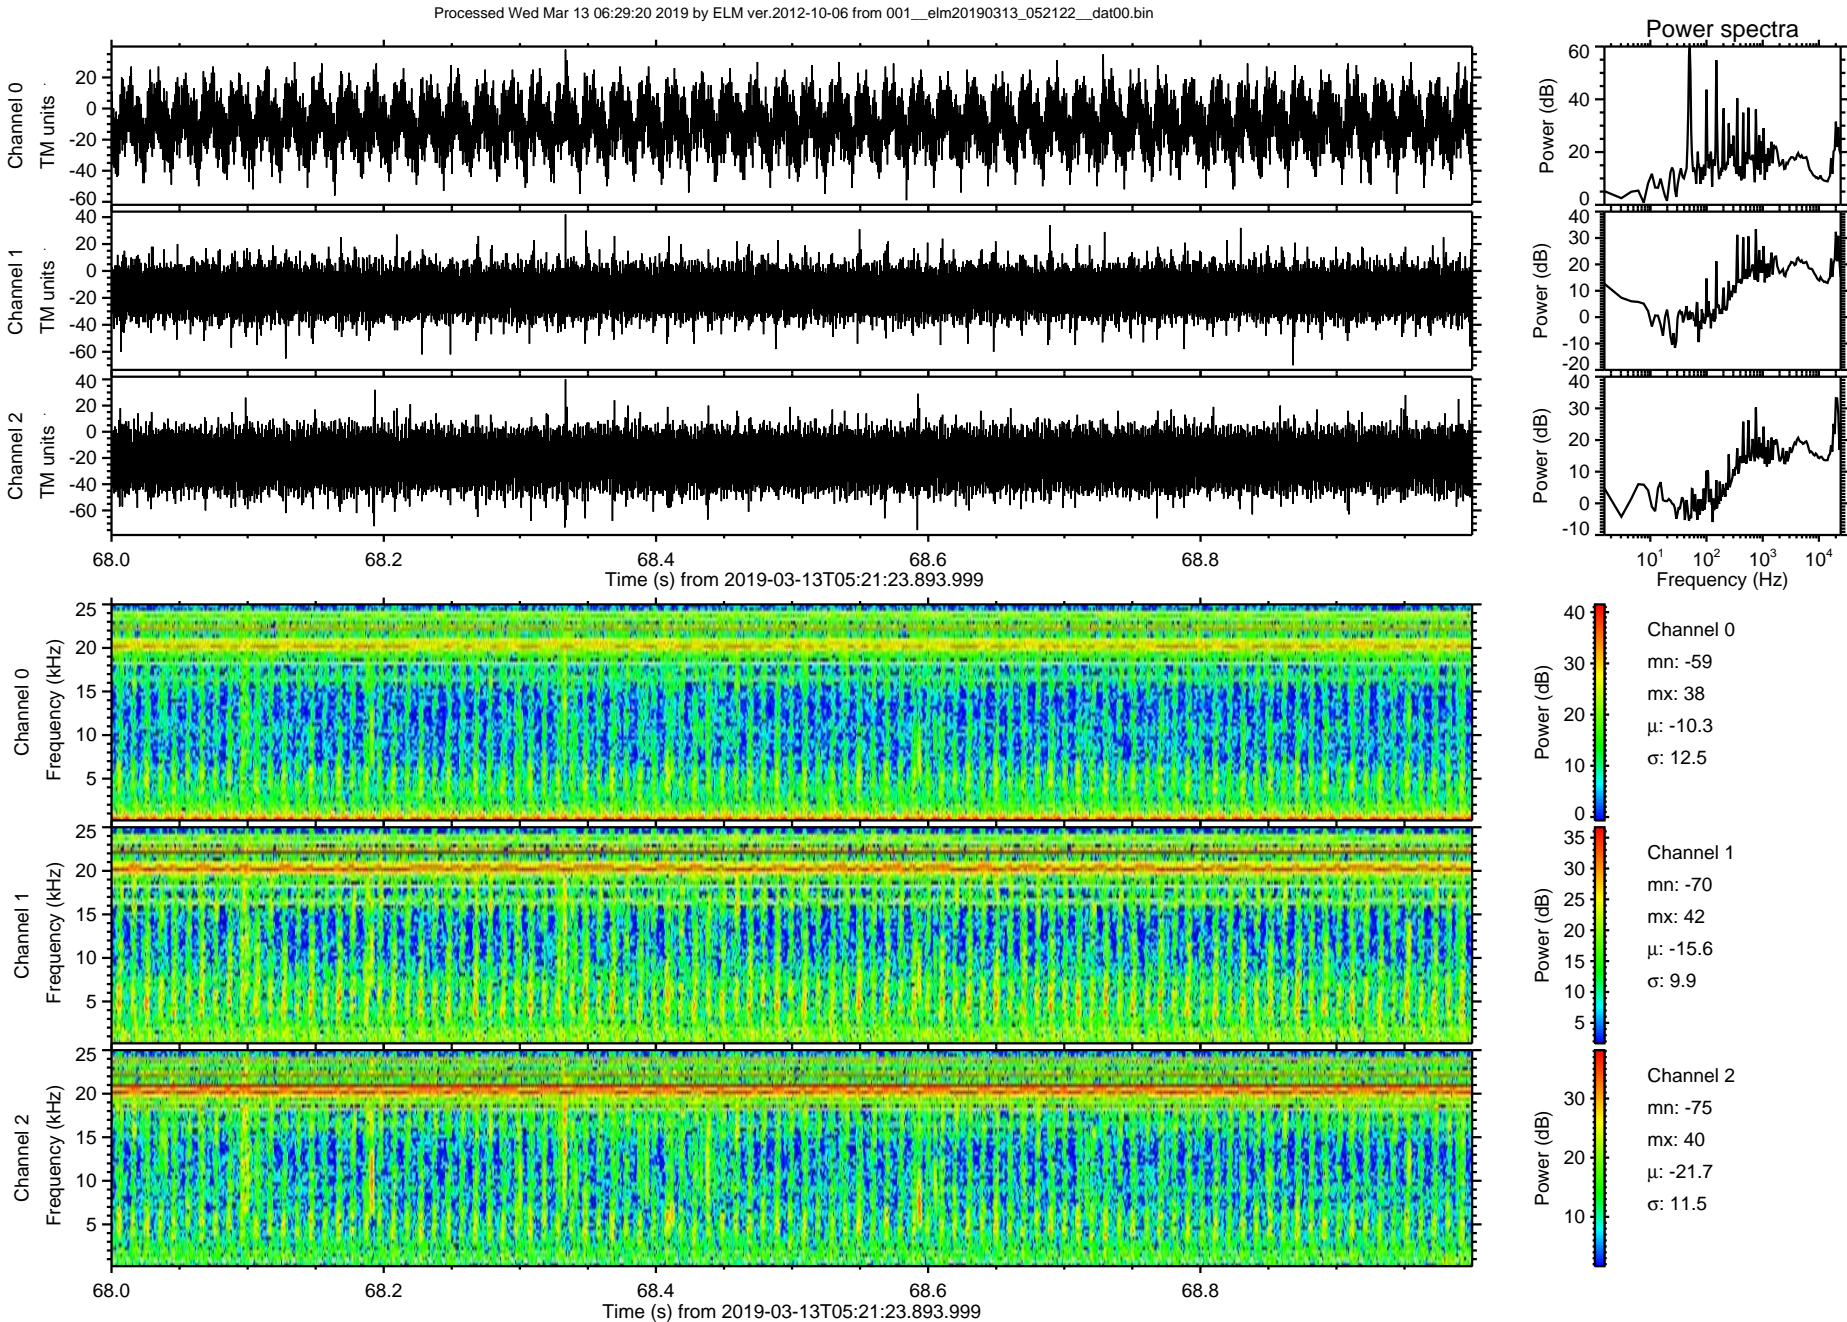 Processed Wed Mar 13 06:29:20 2019 by ELM ver.2012-10-06 from 001__elm20190313_052122__dat00.bin
Power spectra
Channel 0
TM units
20
0
-20
-40
-60
Power (dB)
60
40
20
0
Channel 1
TM units
40
20
0
-20
-40
-60
Power (dB)
40
30
20
10
0
-10
-20
Channel 2
TM units
40
20
0
-20
-40
-60
Power (dB)
40
30
20
10
0
-10
68.0 68.2 68.4 68.6 68.8
Time (s) from 2019-03-13T05:21:23.893.999
10¹ 10² 10³ 10⁴
Frequency (Hz)
Channel 0
Frequency (kHz)
25
20
15
10
5
Power (dB)
40
30
20
10
0
Channel 0
mn: -59
mx: 38
μ: -10.3
σ: 12.5
Channel 1
Frequency (kHz)
25
20
15
10
5
Power (dB)
35
30
25
20
15
10
5
Channel 1
mn: -70
mx: 42
μ: -15.6
σ: 9.9
Channel 2
Frequency (kHz)
25
20
15
10
5
Power (dB)
30
20
10
Channel 2
mn: -75
mx: 40
μ: -21.7
σ: 11.5
68.0 68.2 68.4 68.6 68.8
Time (s) from 2019-03-13T05:21:23.893.999